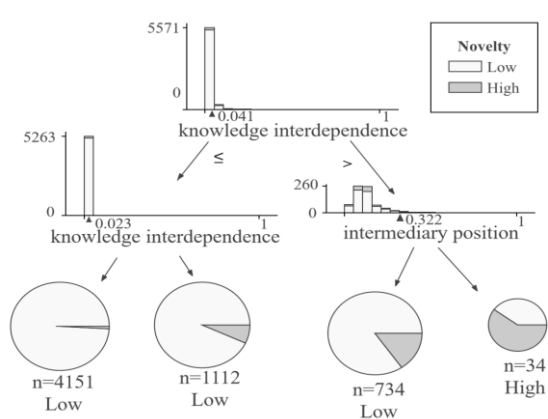 5571
0
0.041
1
knowledge interdependence
Novelty
Low
High
≤
>
5263
0
0.023
1
knowledge interdependence
260
0
0.322
1
intermediary position
n=4151
Low
n=1112
Low
n=734
Low
n=34
High